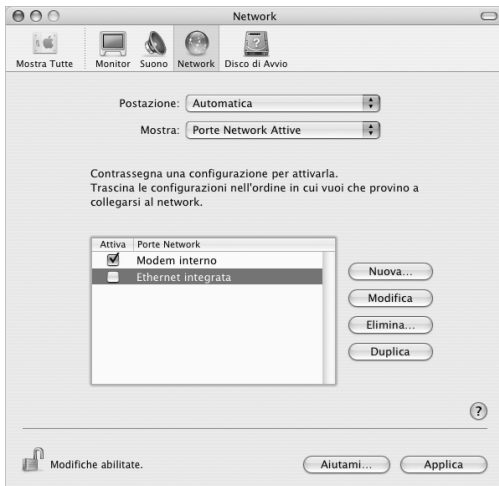 Network
Mostra Tutte
Monitor
Suono
Network
Disco di Avvio
Postazione: Automatica
Mostra: Porte Network Attive
Contrassegna una configurazione per attivarla.
Trascina le configurazioni nell'ordine in cui vuoi che provino a
collegarsi al network.
Attiva Porte Network
Modem interno
Ethernet integrata
Nuova...
Modifica
Elimina...
Duplica
?
Modifiche abilitate.
Aiutami...
Applica